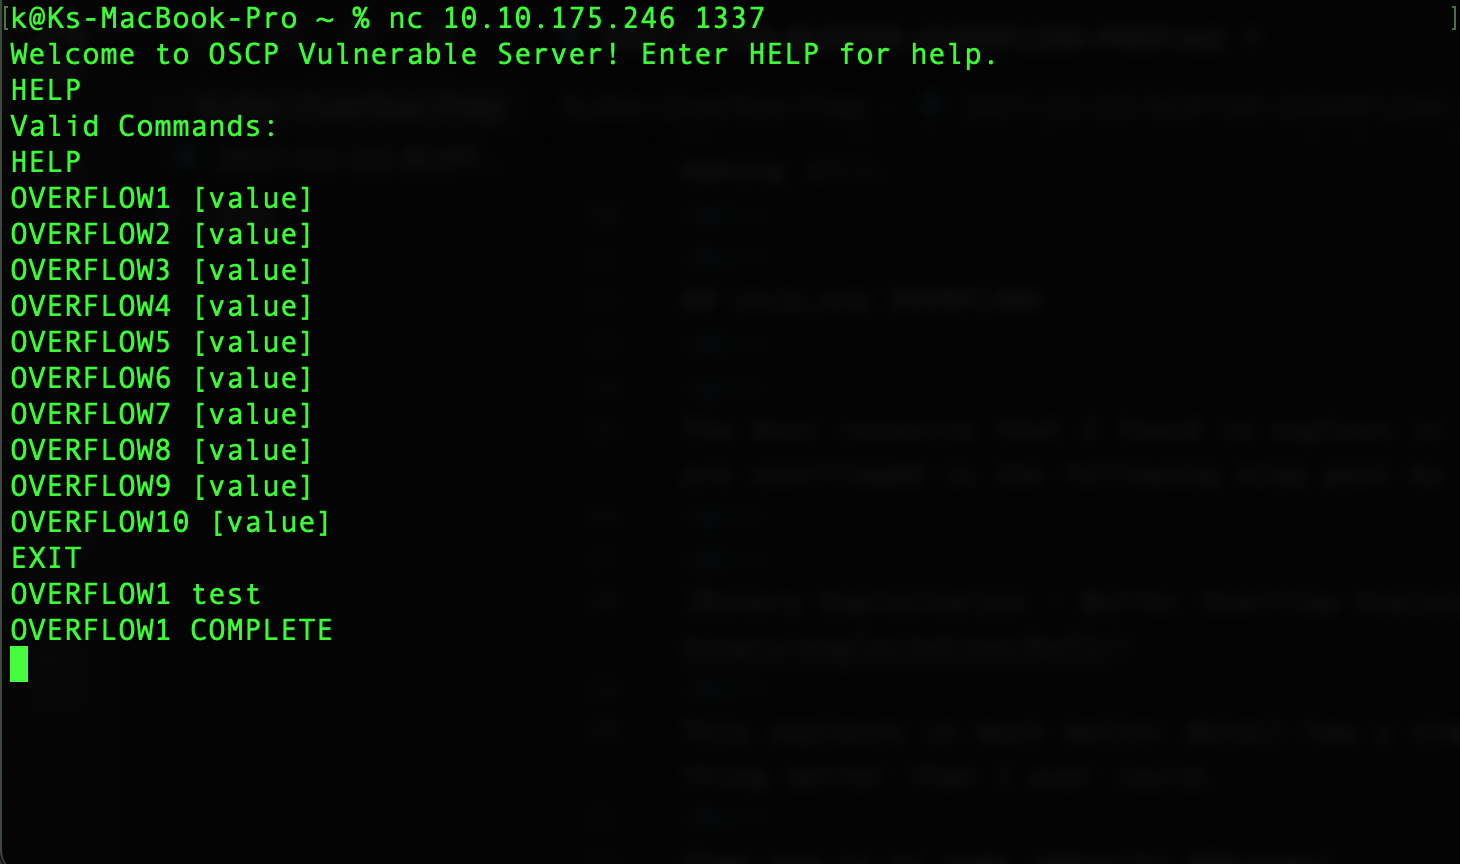 [k@Ks-MacBook-Pro ~ % nc 10.10.175.246 1337 ]
Welcome to OSCP Vulnerable Server! Enter HELP for help.
HELP
Valid Commands:
HELP
OVERFLOW1 [value]
OVERFLOW2 [value]
OVERFLOW3 [value]
OVERFLOW4 [value]
OVERFLOW5 [value]
OVERFLOW6 [value]
OVERFLOW7 [value]
OVERFLOW8 [value]
OVERFLOW9 [value]
OVERFLOW10 [value]
EXIT
OVERFLOW1 test
OVERFLOW1 COMPLETE